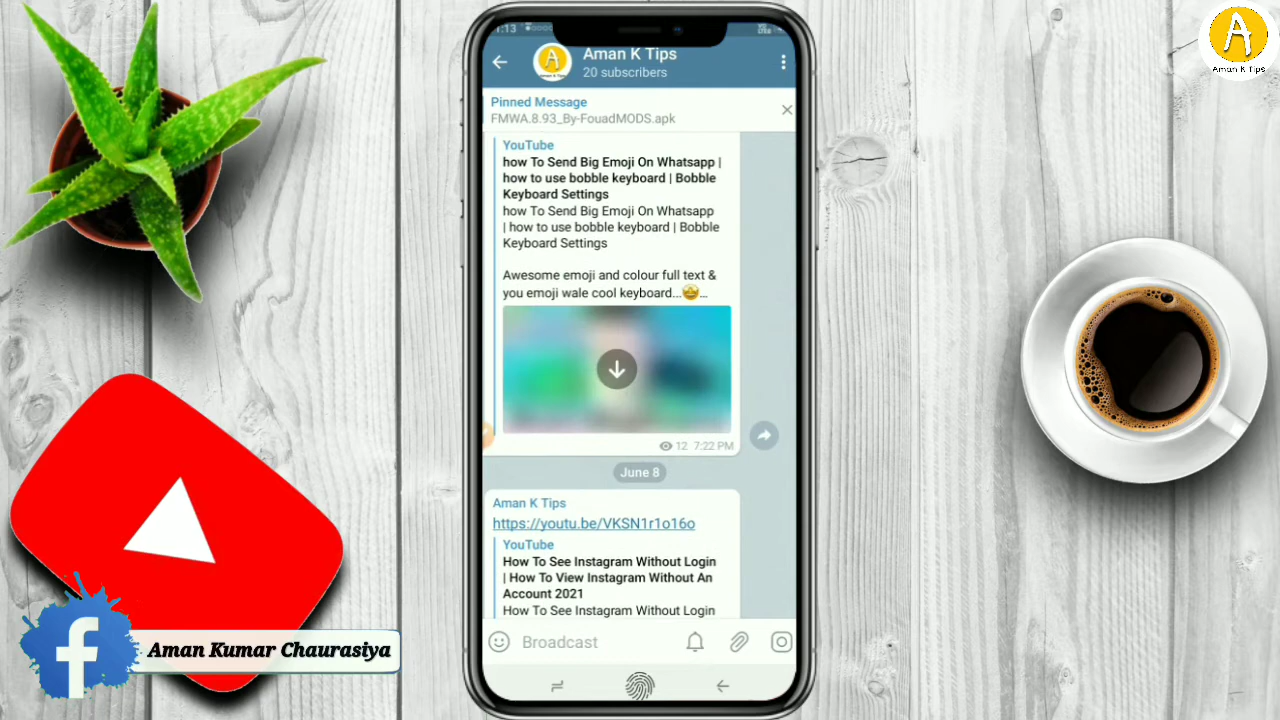 1:13
Aman K Tips
20 subscribers
Pinned Message
FMWA.8.93_By-FouadMODS.apk
YouTube
how To Send Big Emoji On Whatsapp |
how to use bobble keyboard | Bobble
Keyboard Settings
how To Send Big Emoji On Whatsapp
| how to use bobble keyboard | Bobble
Keyboard Settings
Awesome emoji and colour full text &
you emoji wale cool keyboard...🤩...
12 7:22 PM
June 8
Aman K Tips
https://youtu.be/VKSN1r1o16o
YouTube
How To See Instagram Without Login
| How To View Instagram Without An
Account 2021
How To See Instagram Without Login
Broadcast
A
Aman K Tips
f
Aman Kumar Chaurasiya